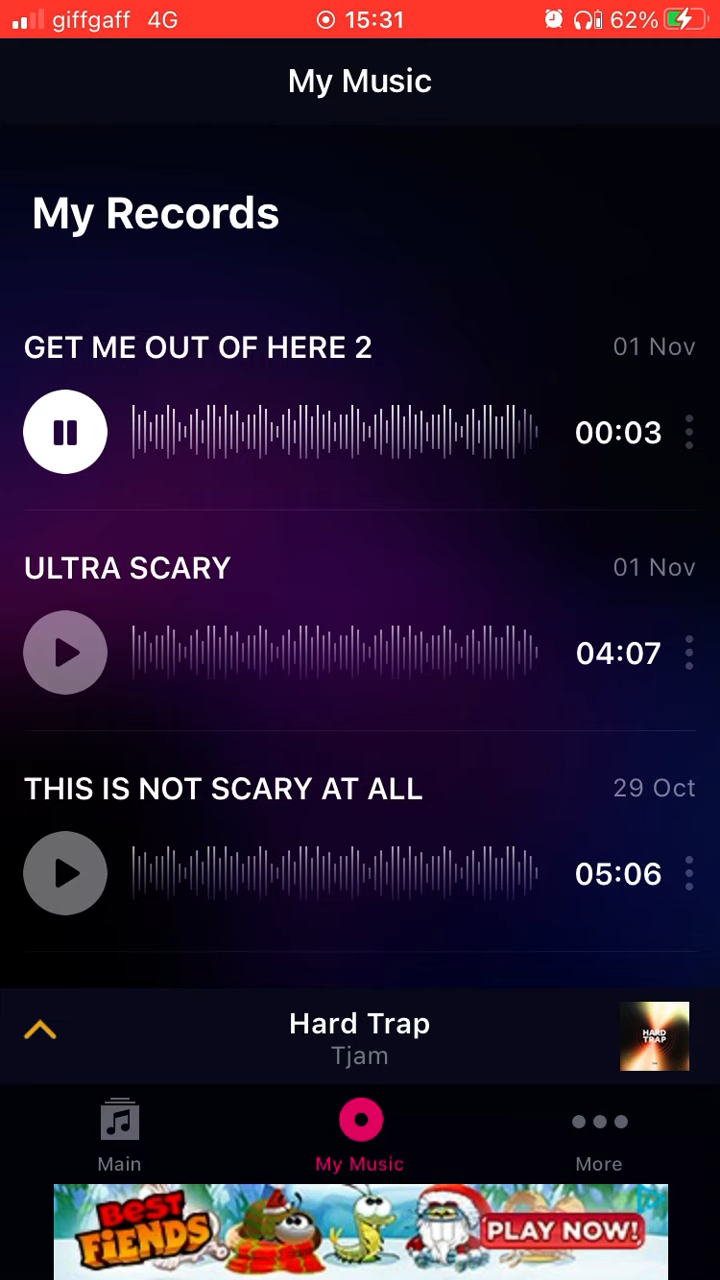 giffgaff 4G 15:31 62%
My Music
My Records
GET ME OUT OF HERE 2 01 Nov
00:03
ULTRA SCARY 01 Nov
04:07
THIS IS NOT SCARY AT ALL 29 Oct
05:06
Hard Trap
Tjam
HARD
TRAP
Main My Music More
BEST
FIENDS
PLAY NOW!